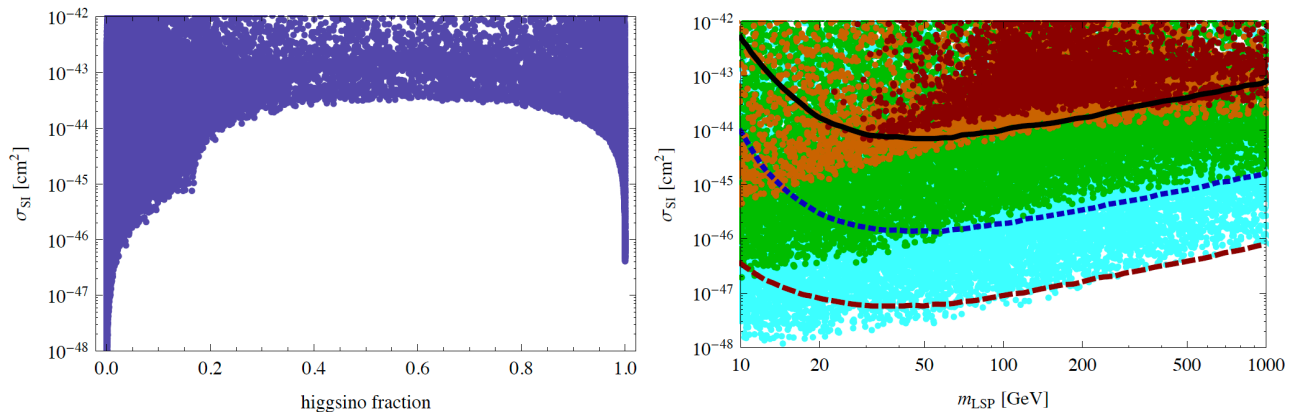 10⁻⁴²
10⁻⁴³
10⁻⁴⁴
10⁻⁴⁵
10⁻⁴⁶
10⁻⁴⁷
10⁻⁴⁸
σSI [cm²]
0.0 0.2 0.4 0.6 0.8 1.0
higgsino fraction
10⁻⁴²
10⁻⁴³
10⁻⁴⁴
10⁻⁴⁵
10⁻⁴⁶
10⁻⁴⁷
10⁻⁴⁸
σSI [cm²]
10 20 50 100 200 500 1000
mLSP [GeV]